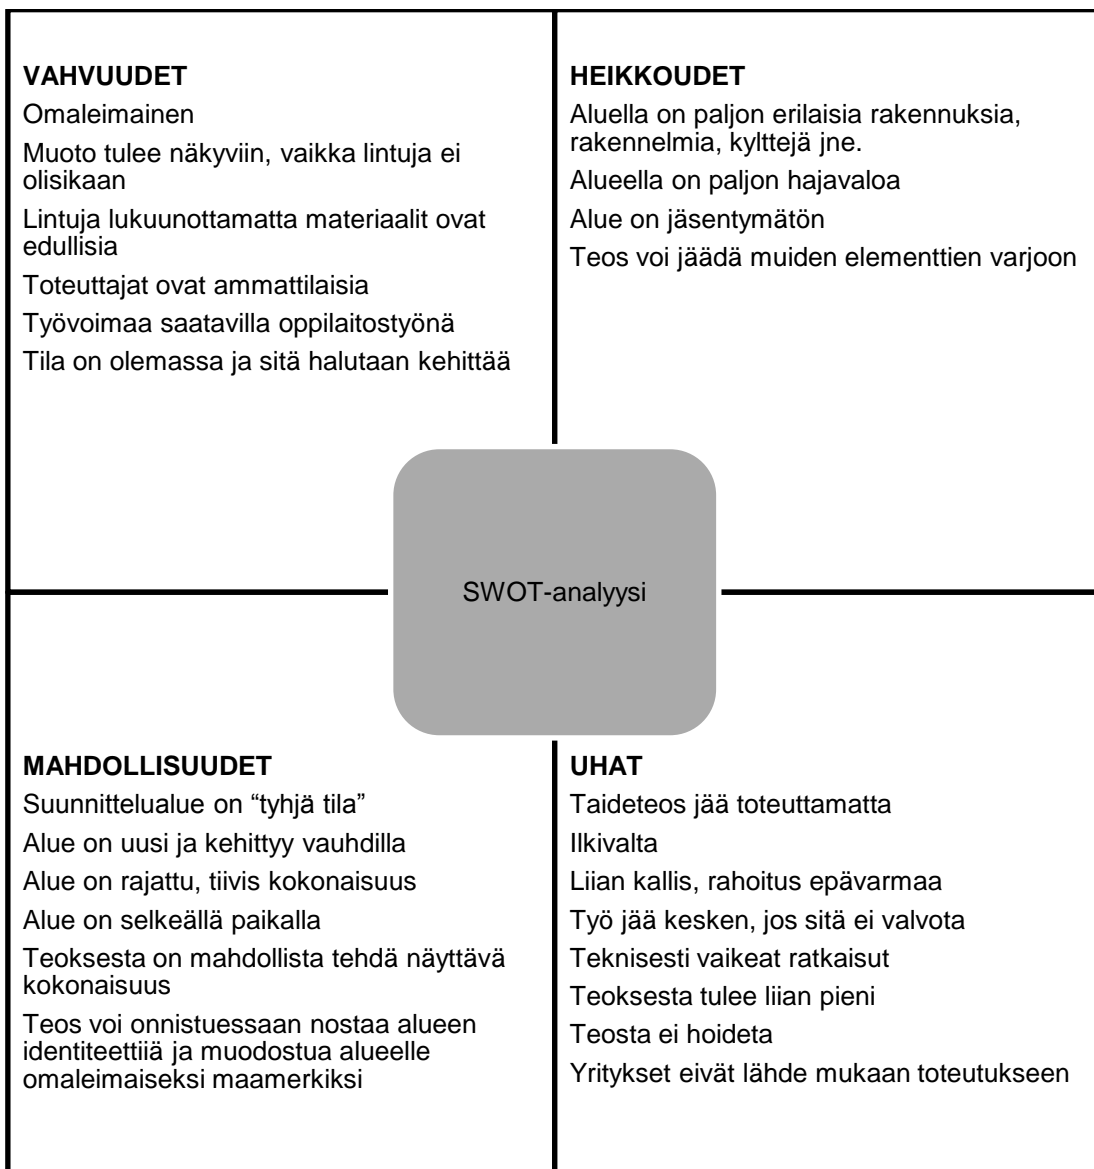 VAHVUUDET
Omaleimainen
Muoto tulee näkyviin, vaikka lintuja ei
olisikaan
Lintuja lukuunottamatta materiaalit ovat
edullisia
Toteuttajat ovat ammattilaisia
Työvoimaa saatavilla oppilaitostyönä
Tila on olemassa ja sitä halutaan kehittää
HEIKKOUDET
Aluella on paljon erilaisia rakennuksia,
rakennelmia, kylttejä jne.
Alueella on paljon hajavaloa
Alue on jäsentymätön
Teos voi jäädä muiden elementtien varjoon
SWOT-analyysi
MAHDOLLISUUDET
Suunnittelualue on “tyhjä tila”
Alue on uusi ja kehittyy vauhdilla
Alue on rajattu, tiivis kokonaisuus
Alue on selkeällä paikalla
Teoksesta on mahdollista tehdä näyttävä
kokonaisuus
Teos voi onnistuessaan nostaa alueen
identiteettiiä ja muodostua alueelle
omaleimaiseksi maamerkiksi
UHAT
Taideteos jää toteuttamatta
Ilkivalta
Liian kallis, rahoitus epävarmaa
Työ jää kesken, jos sitä ei valvota
Teknisesti vaikeat ratkaisut
Teoksesta tulee liian pieni
Teosta ei hoideta
Yritykset eivät lähde mukaan toteutukseen